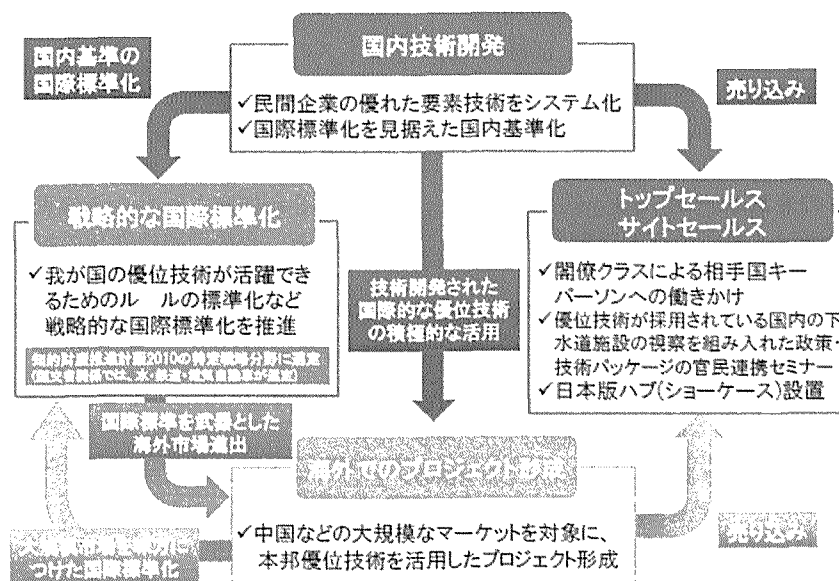 国内技術開発
✓民間企業の優れた要素技術をシステム化
✓国際標準化を見据えた国内基準化
国内基準の
国際標準化
売り込み
戦略的な国際標準化
✓我が国の優位技術が活躍でき
るためのル ールの標準化など
戦略的な国際標準化を推進
技術開発された
国際的な優位技術
の積極的な活用
トップセールス
サイトセールス
✓閣僚クラスによる相手国キー
パーソンへの働きかけ
✓優位技術が採用されている国内の下
水道施設の視察を組み入れた政策・
技術パッケージの官民連携セミナー
✓日本版ハブ(ショーケース)設置
国際標準を武器とした
海外市場進出
海外でのプロジェクト形成
✓中国などの大規模なマーケットを対象に、
本邦優位技術を活用したプロジェクト形成
つけた国際標準化
売り込み